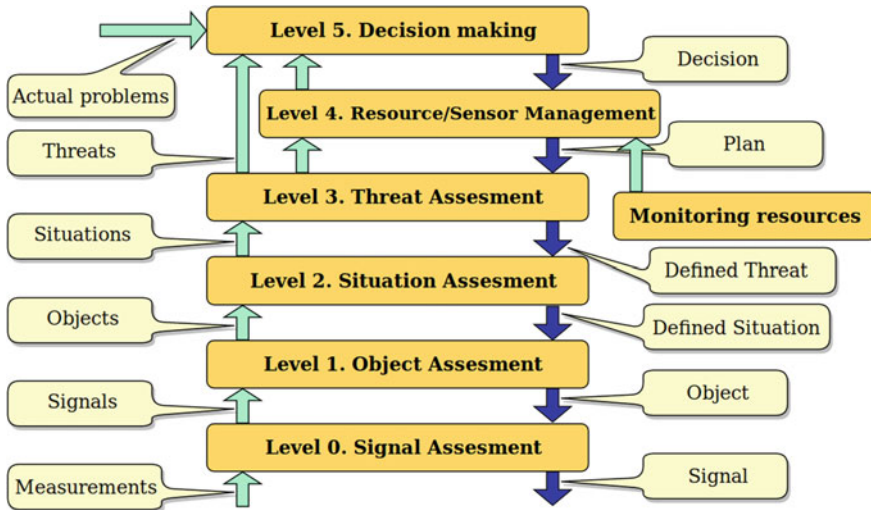 Level 5. Decision making
Actual problems
Decision
Level 4. Resource/Sensor Management
Threats
Plan
Level 3. Threat Assesment
Monitoring resources
Situations
Defined Threat
Level 2. Situation Assesment
Objects
Defined Situation
Level 1. Object Assesment
Signals
Object
Level 0. Signal Assesment
Measurements
Signal